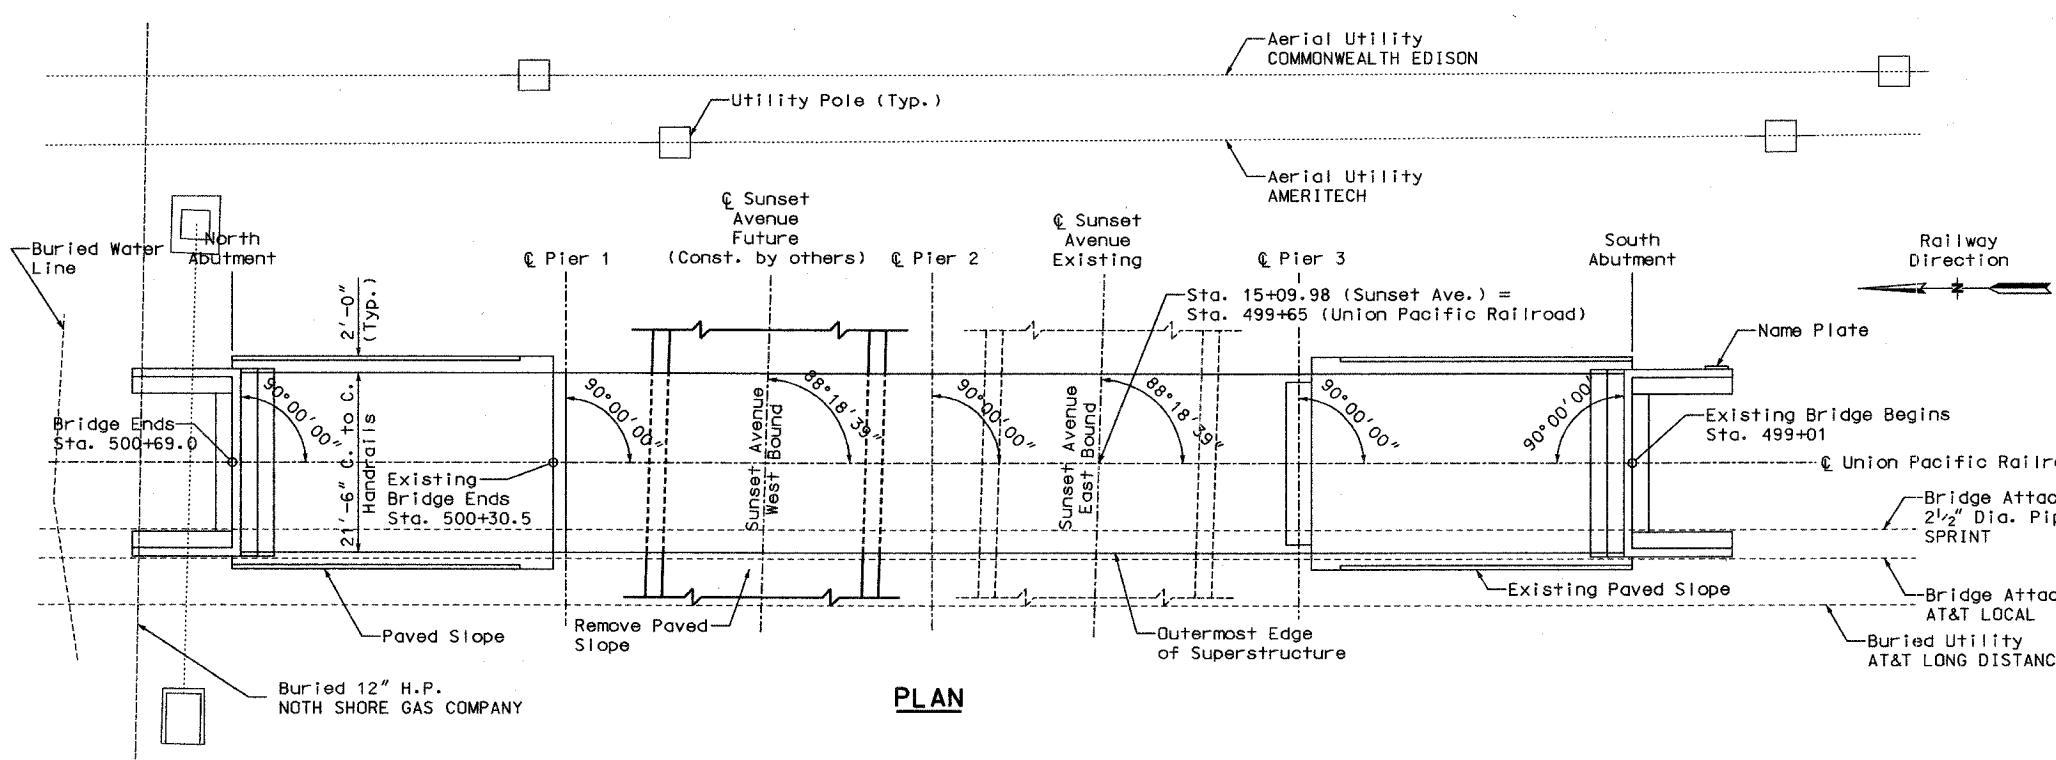 Aerial Utility
COMMONWEALTH EDISON
Utility Pole (Typ.)
Aerial Utility
AMERITECH
Buried Water
Line
North
Abutment
℄ Pier 1
℄ Sunset
Avenue
Future
(Const. by others)
℄ Pier 2
℄ Sunset
Avenue
Existing
℄ Pier 3
South
Abutment
Railway
Direction
N
2'-0"
(Typ.)
Sta. 15+09.98 (Sunset Ave.) =
Sta. 499+65 (Union Pacific Railroad)
Name Plate
90°00'00"
90°00'00"
88°18'39"
90°00'00"
88°18'39"
90°00'00"
90°00'00"
Bridge Ends
Sta. 500+69.0
21'-6" C. to C.
Handrails
Existing
Bridge Ends
Sta. 500+30.5
Sunset Avenue
West Bound
Sunset Avenue
East Bound
Existing Bridge Begins
Sta. 499+01
℄ Union Pacific Railr
Bridge Attac
2½" Dia. Pip
SPRINT
Paved Slope
Remove Paved
Slope
Outermost Edge
of Superstructure
Existing Paved Slope
Bridge Attac
AT&T LOCAL
Buried Utility
AT&T LONG DISTANC
Buried 12" H.P.
NOTH SHORE GAS COMPANY
PLAN